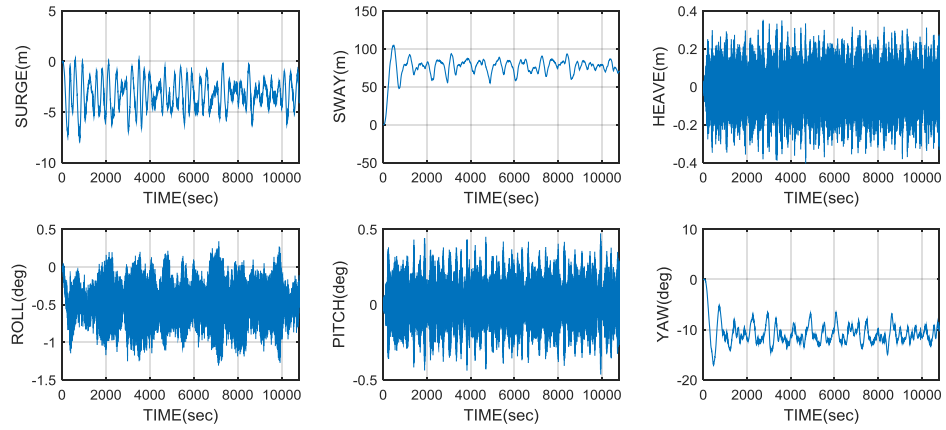 SURGE(m)
5
0
-5
-10
0 2000 4000 6000 8000 10000
TIME(sec)
SWAY(m)
150
100
50
0
-50
0 2000 4000 6000 8000 10000
TIME(sec)
HEAVE(m)
0.4
0.2
0
-0.2
-0.4
0 2000 4000 6000 8000 10000
TIME(sec)
ROLL(deg)
0.5
0
-0.5
-1
-1.5
0 2000 4000 6000 8000 10000
TIME(sec)
PITCH(deg)
0.5
0
-0.5
0 2000 4000 6000 8000 10000
TIME(sec)
YAW(deg)
10
0
-10
-20
0 2000 4000 6000 8000 10000
TIME(sec)